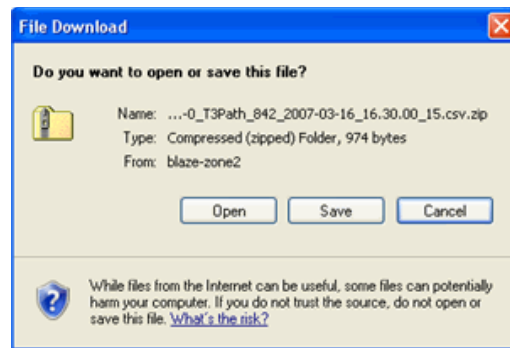 File Download
Do you want to open or save this file?
Name: ...-0_T3Path_842_2007-03-16_16.30.00_15.csv.zip
Type: Compressed (zipped) Folder, 974 bytes
From: blaze-zone2
Open Save Cancel
While files from the Internet can be useful, some files can potentially
harm your computer. If you do not trust the source, do not open or
save this file. What's the risk?